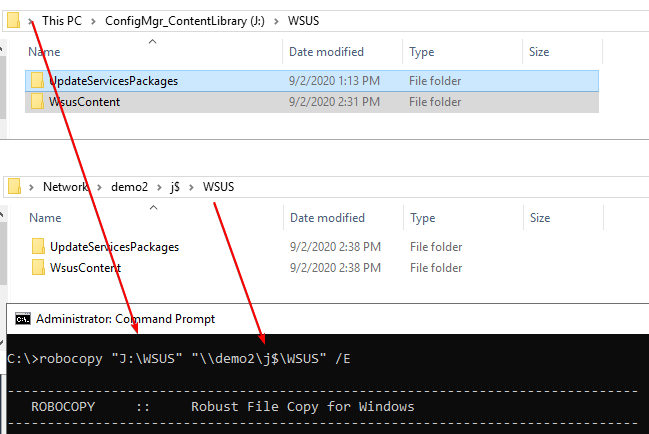 This PC > ConfigMgr_ContentLibrary (J:) > WSUS
Name Date modified Type Size
UpdateServicesPackages 9/2/2020 1:13 PM File folder
WsusContent 9/2/2020 2:31 PM File folder
Network > demo2 > j$ > WSUS
Name Date modified Type Size
UpdateServicesPackages 9/2/2020 2:38 PM File folder
WsusContent 9/2/2020 2:38 PM File folder
Administrator: Command Prompt
C:\>robocopy "J:\WSUS" "\\demo2\j$\WSUS" /E
-------------------------------------------------------------------------------
ROBOCOPY :: Robust File Copy for Windows
-------------------------------------------------------------------------------